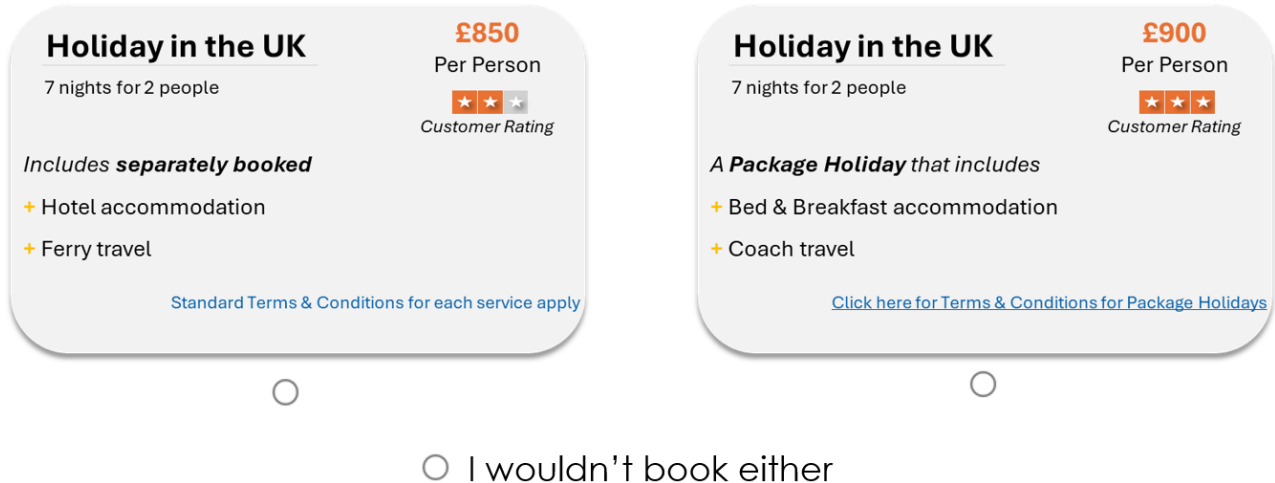 Holiday in the UK
£850
Per Person
7 nights for 2 people
Customer Rating
Includes separately booked
+ Hotel accommodation
+ Ferry travel
Standard Terms & Conditions for each service apply
Holiday in the UK
£900
Per Person
7 nights for 2 people
Customer Rating
A Package Holiday that includes
+ Bed & Breakfast accommodation
+ Coach travel
Click here for Terms & Conditions for Package Holidays
I wouldn’t book either